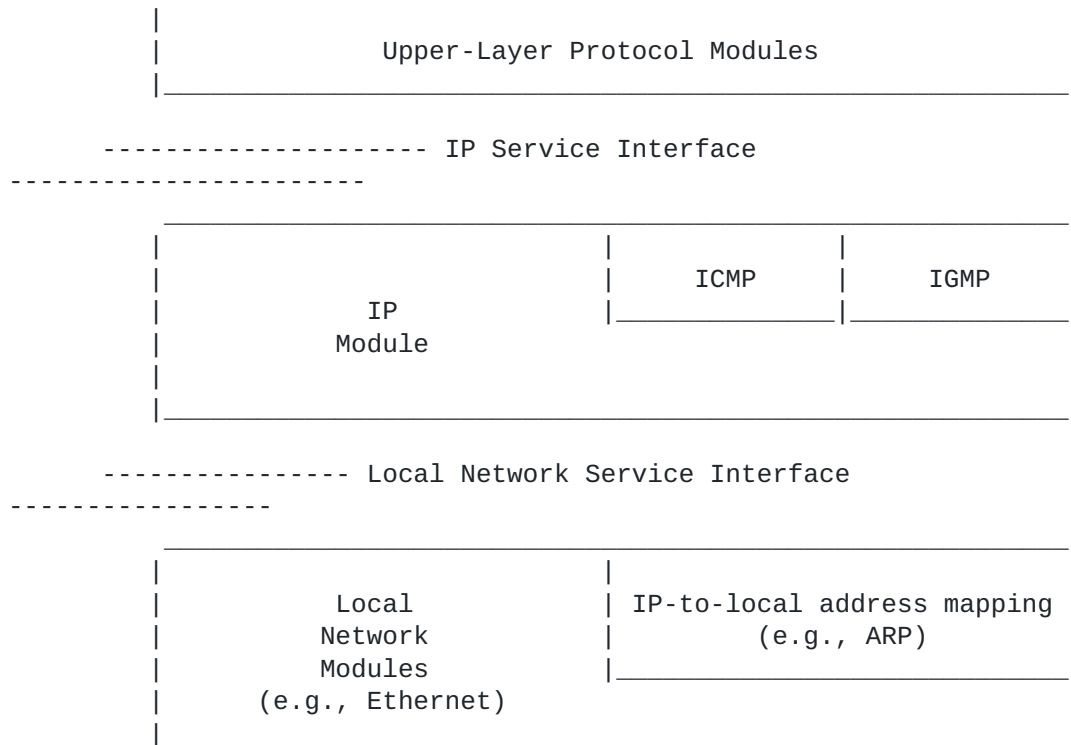 Upper-Layer Protocol Modules
--------------------- IP Service Interface
-----------------------
ICMP IGMP
IP
Module
---------------- Local Network Service Interface
-----------------
Local IP-to-local address mapping
Network (e.g., ARP)
Modules
(e.g., Ethernet)